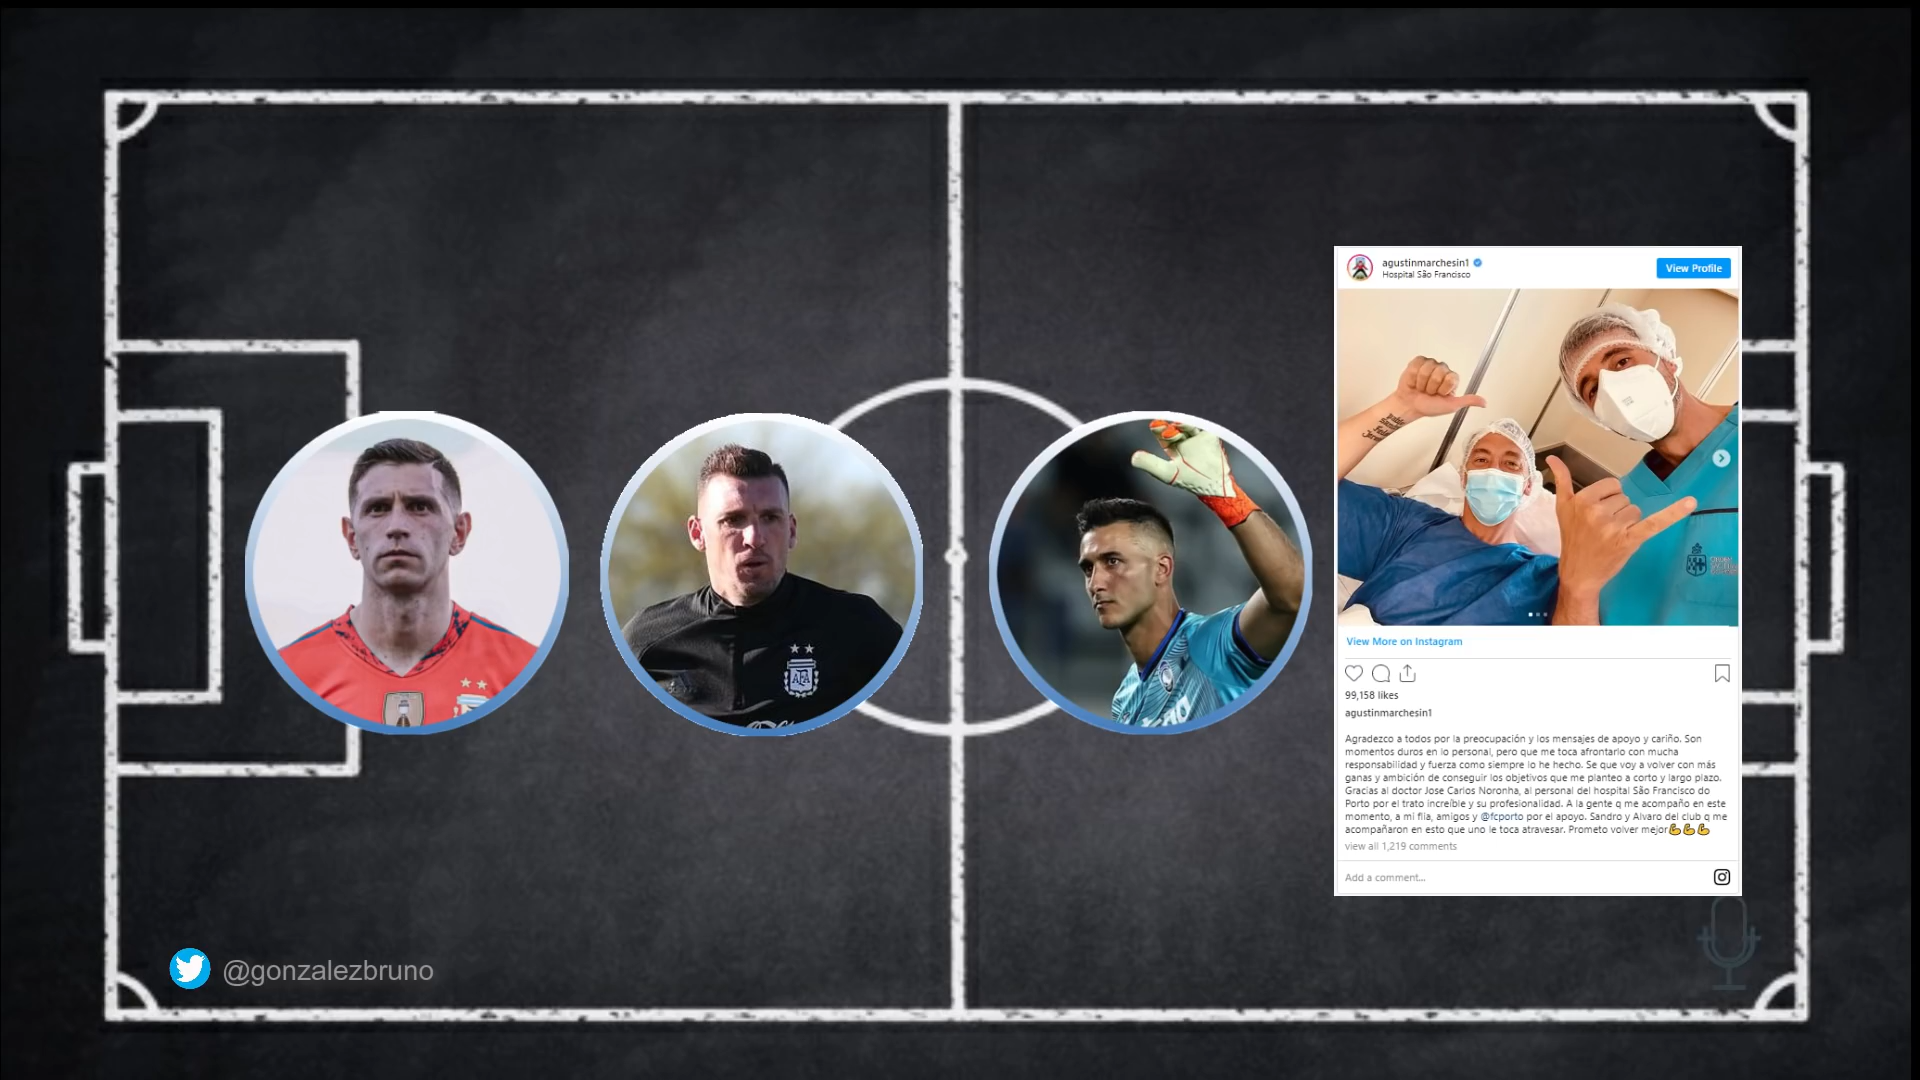 agustinmarchesin1
Hospital São Francisco
View Profile
View More on Instagram
99,158 likes
agustinmarchesin1
Agradezco a todos por la preocupación y los mensajes de apoyo y cariño. Son
momentos duros en lo personal, pero que me toca afrontarlo con mucha
responsabilidad y fuerza como siempre lo he hecho. Se que voy a volver con más
ganas y ambición de conseguir los objetivos que me planteo a corto y largo plazo.
Gracias al doctor Jose Carlos Noronha, al personal del hospital São Francisco do
Porto por el trato increíble y su profesionalidad. A la gente q me acompaño en este
momento, a mi flia, amigos y @fcporto por el apoyo. Sandro y Alvaro del club q me
acompañaron en esto que uno le toca atravesar. Prometo volver mejor💪💪💪
view all 1,219 comments
Add a comment...
AFA
@gonzalezbruno